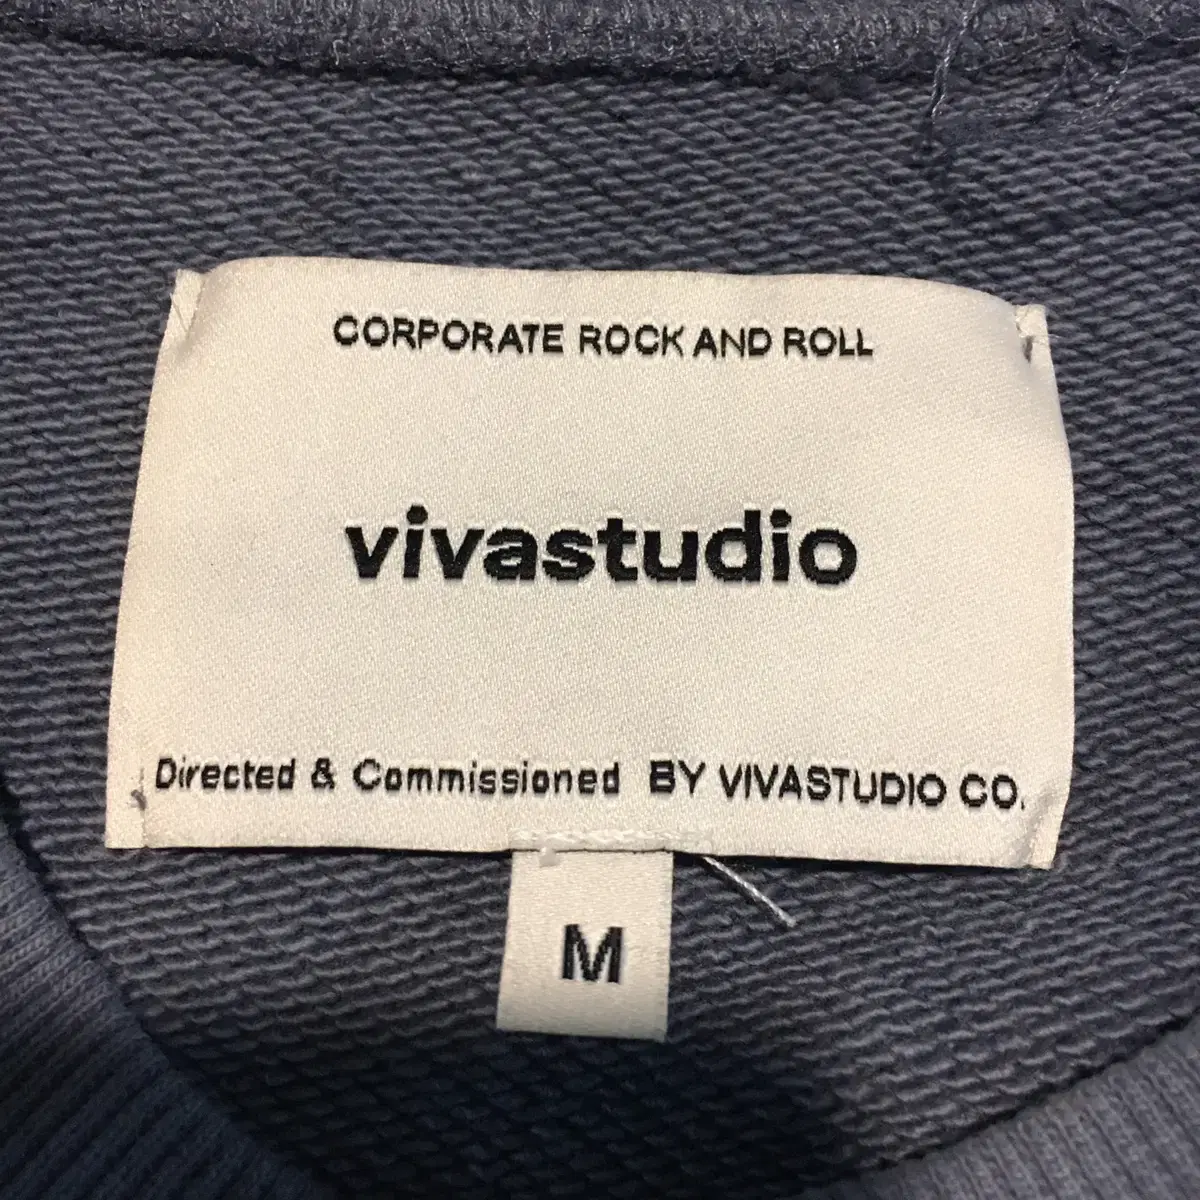 CORPORATE ROCK AND ROLL
vivastudio
Directed & Commissioned BY VIVASTUDIO CO.
M